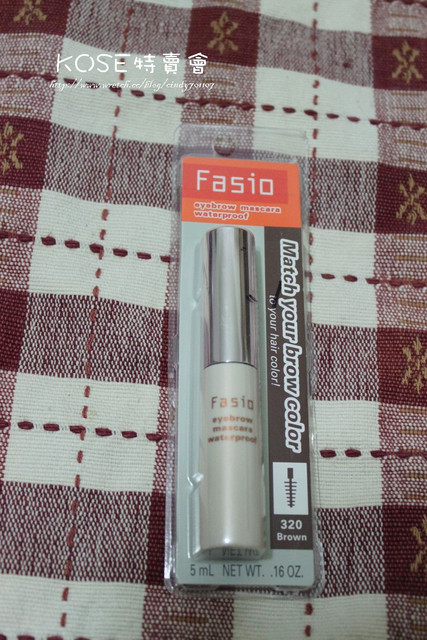 KOSE特賣會
Fasio
eyebrow mascara
waterproof
Match your brow color
to your hair color!
Fasio
eyebrow
mascara
waterproof
320
Brown
5 mL NET WT. .16 OZ.